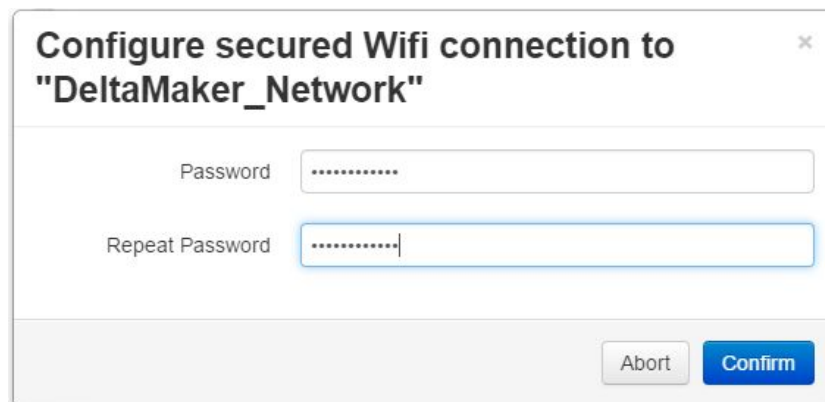 Configure secured Wifi connection to
"DeltaMaker_Network"
×
Password
••••••••••••
Repeat Password
••••••••••••
Abort
Confirm